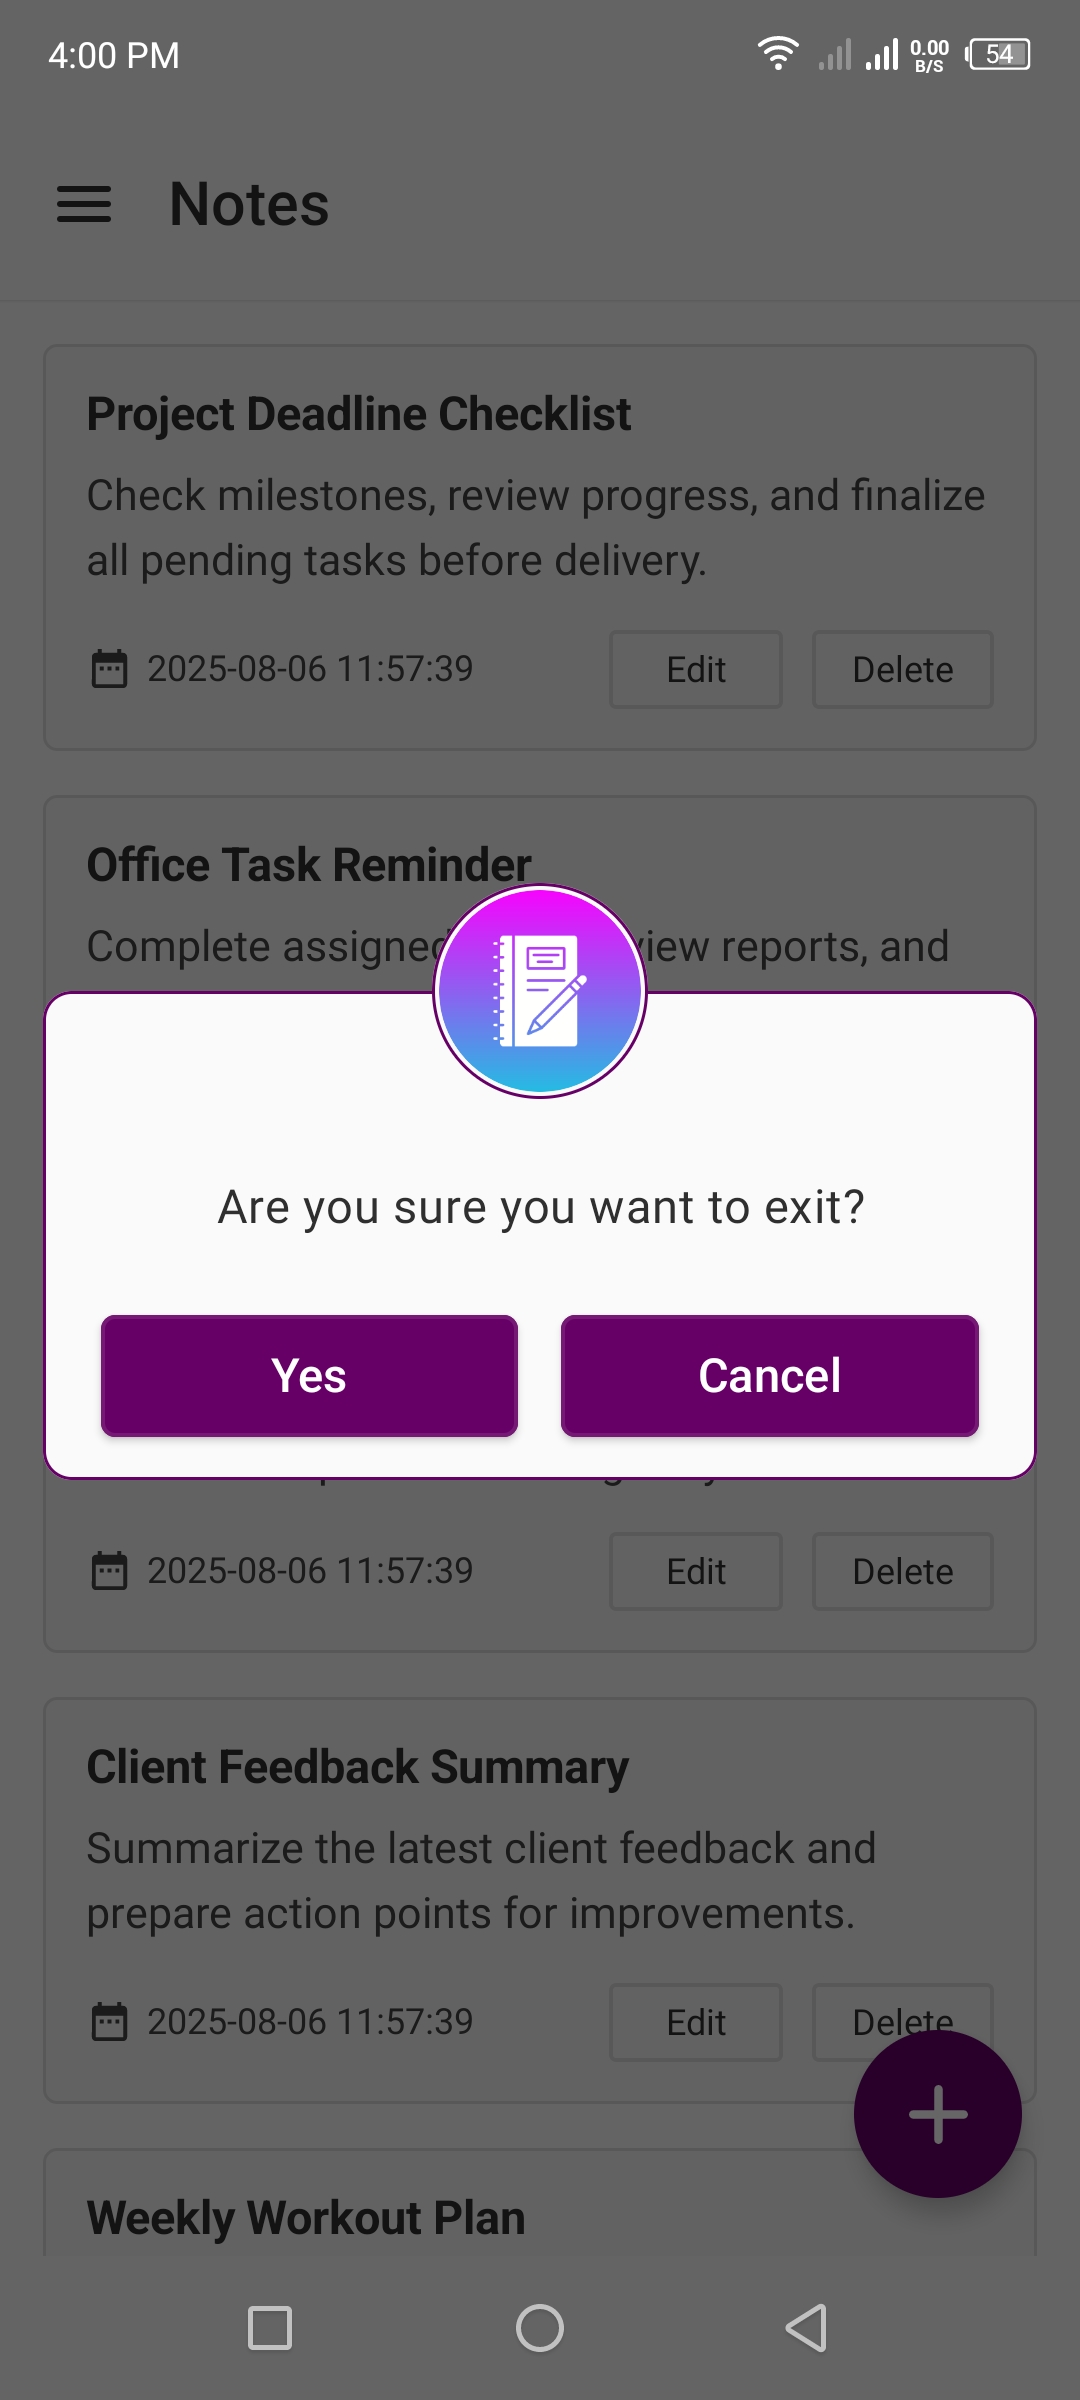 4:00 PM
0.00
B/S
54
Notes
Project Deadline Checklist
Check milestones, review progress, and finalize
all pending tasks before delivery.
2025-08-06 11:57:39
Edit
Delete
Office Task Reminder
Complete assigned
reports, and
Are you sure you want to exit?
Yes
Cancel
2025-08-06 11:57:39
Edit
Delete
Client Feedback Summary
Summarize the latest client feedback and
prepare action points for improvements.
2025-08-06 11:57:39
Edit
Delete
Weekly Workout Plan